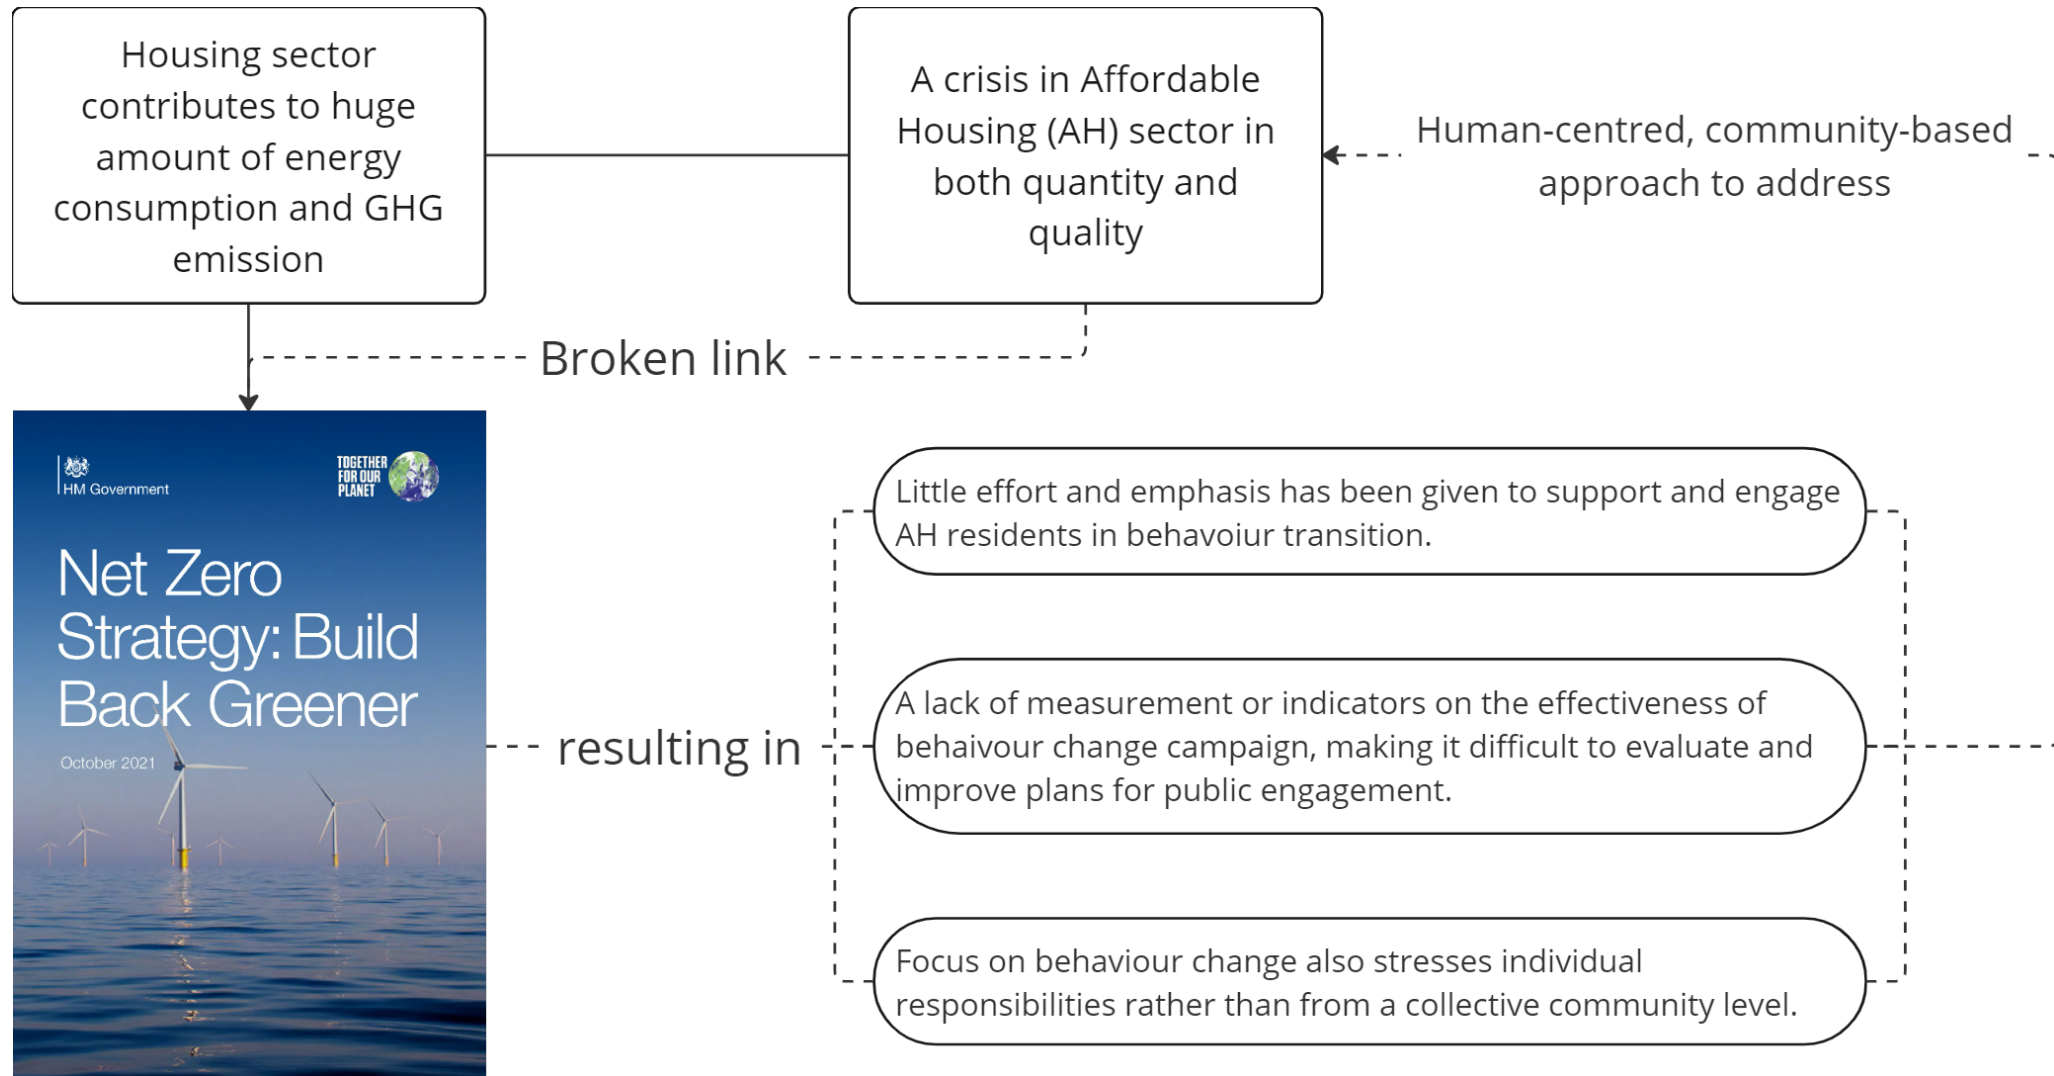 Housing sector
contributes to huge
amount of energy
consumption and GHG
emission
A crisis in Affordable
Housing (AH) sector in
both quantity and
quality
Human-centred, community-based
approach to address
Broken link
HM Government
TOGETHER
FOR OUR
PLANET
Net Zero
Strategy: Build
Back Greener
October 2021
resulting in
Little effort and emphasis has been given to support and engage
AH residents in behavoiur transition.
A lack of measurement or indicators on the effectiveness of
behaivour change campaign, making it difficult to evaluate and
improve plans for public engagement.
Focus on behaviour change also stresses individual
responsibilities rather than from a collective community level.